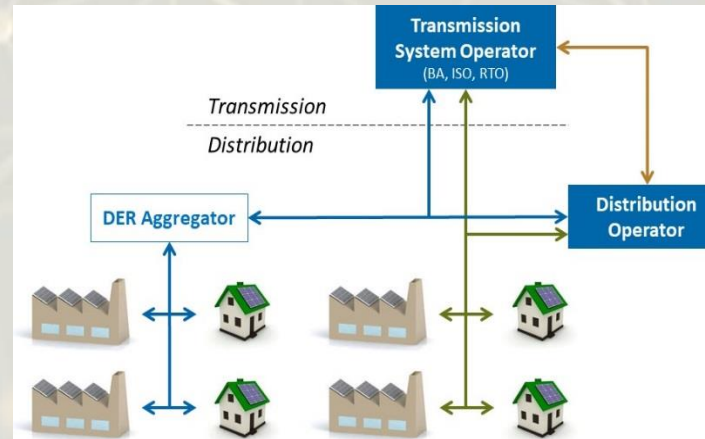 Transmission
System Operator
(BA, ISO, RTO)
Transmission
Distribution
DER Aggregator
Distribution
Operator